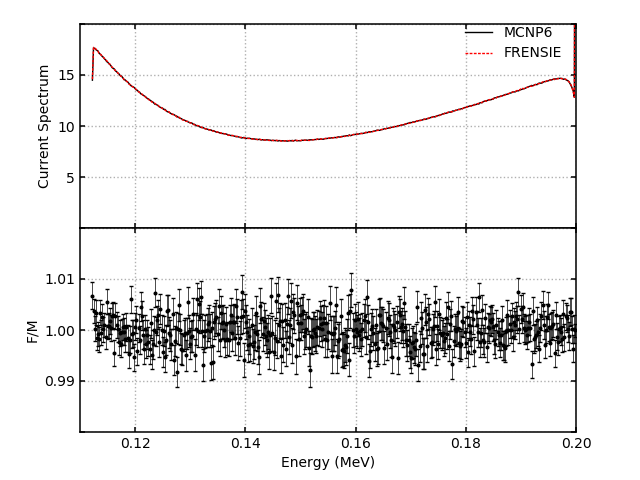 MCNP6
FRENSIE
15
10
5
Current Spectrum
1.01
1.00
0.99
F/M
0.12 0.14 0.16 0.18 0.20
Energy (MeV)